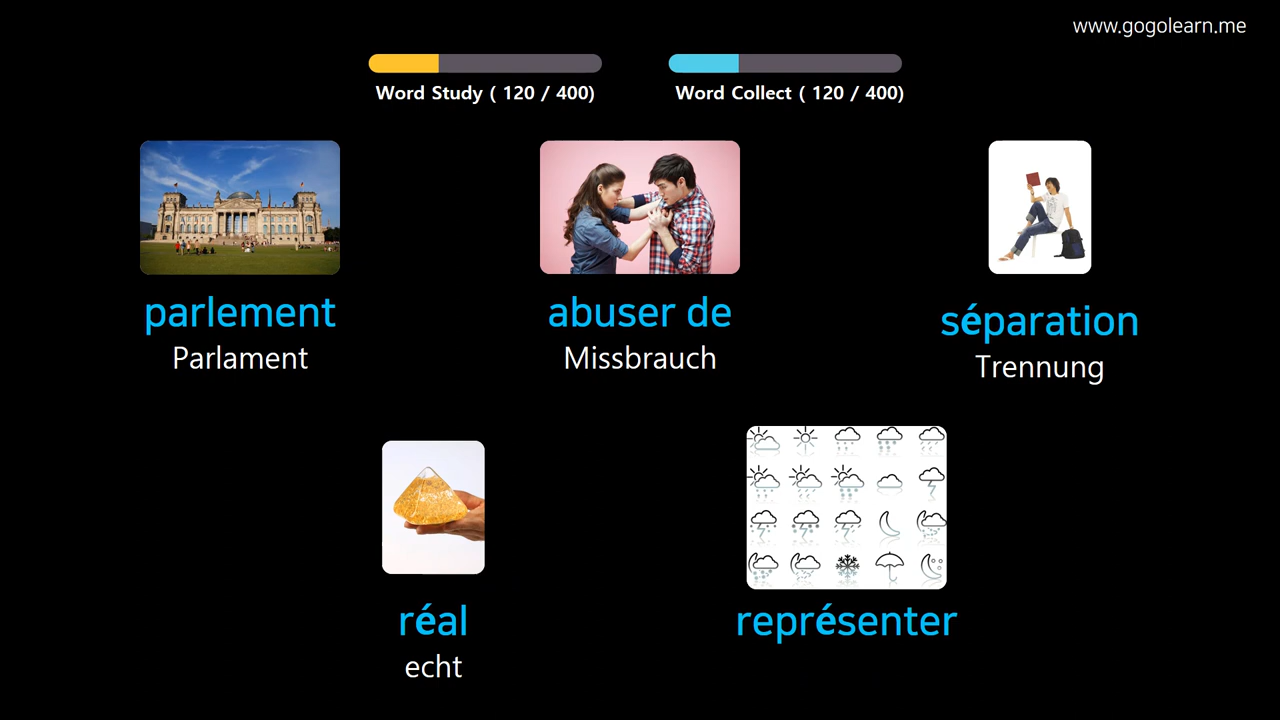 www.gogolearn.me
Word Study ( 120 / 400)
Word Collect ( 120 / 400)
parlement
Parlament
abuser de
Missbrauch
séparation
Trennung
réal
echt
représenter